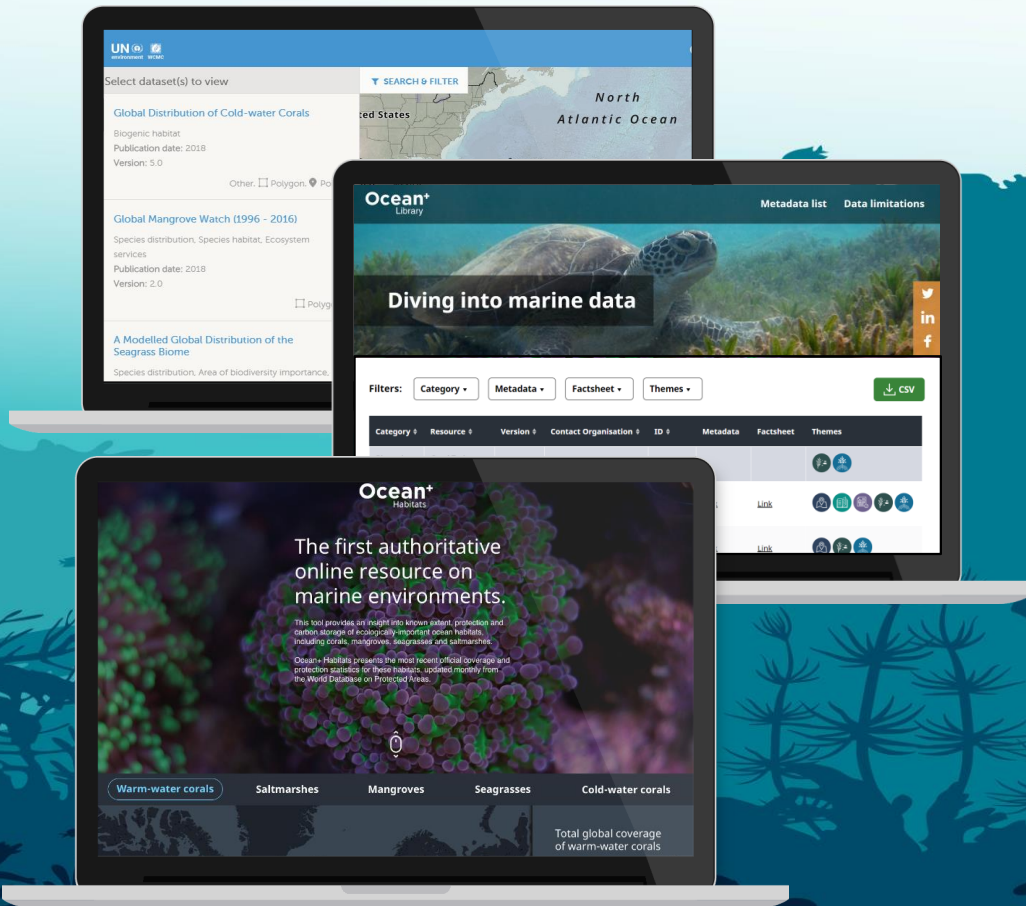 UN
environment WCMC
Select dataset(s) to view
SEARCH & FILTER
Global Distribution of Cold-water Corals
Biogenic habitat
Publication date: 2018
Version: 5.0
Other. Polygon.
Global Mangrove Watch (1996 - 2016)
Species distribution, Species habitat, Ecosystem
services
Publication date: 2018
Version: 2.0
A Modelled Global Distribution of the
Seagrass Biome
Species distribution, Area of biodiversity importance,
States
North
Atlantic Ocean
Ocean+
Library
Metadata list Data limitations
Diving into marine data
in
f
Filters: Category Metadata Factsheet Themes
CSV
Category Resource Version Contact Organisation ID Metadata Factsheet Themes
Link
Link
Ocean+
Habitats
The first authoritative
online resource on
marine environments.
This tool provides an insight into known extent, protection and
carbon storage of ecologically-important ocean habitats,
including corals, mangroves, seagrasses and saltmarshes.
Ocean+ Habitats presents the most recent official coverage and
protection statistics for these habitats, updated monthly from
the World Database on Protected Areas.
Warm-water corals Saltmarshes Mangroves Seagrasses Cold-water corals
Total global coverage
of warm-water corals